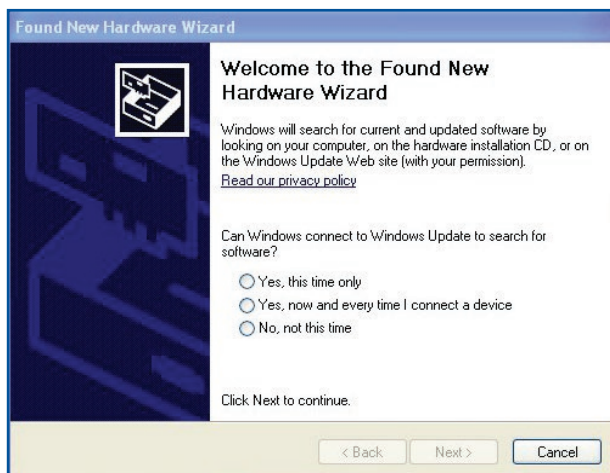 Found New Hardware Wizard
Welcome to the Found New
Hardware Wizard
Windows will search for current and updated software by
looking on your computer, on the hardware installation CD, or on
the Windows Update Web site (with your permission).
Read our privacy policy
Can Windows connect to Windows Update to search for
software?
Yes, this time only
Yes, now and every time I connect a device
No, not this time
Click Next to continue.
< Back
Next >
Cancel